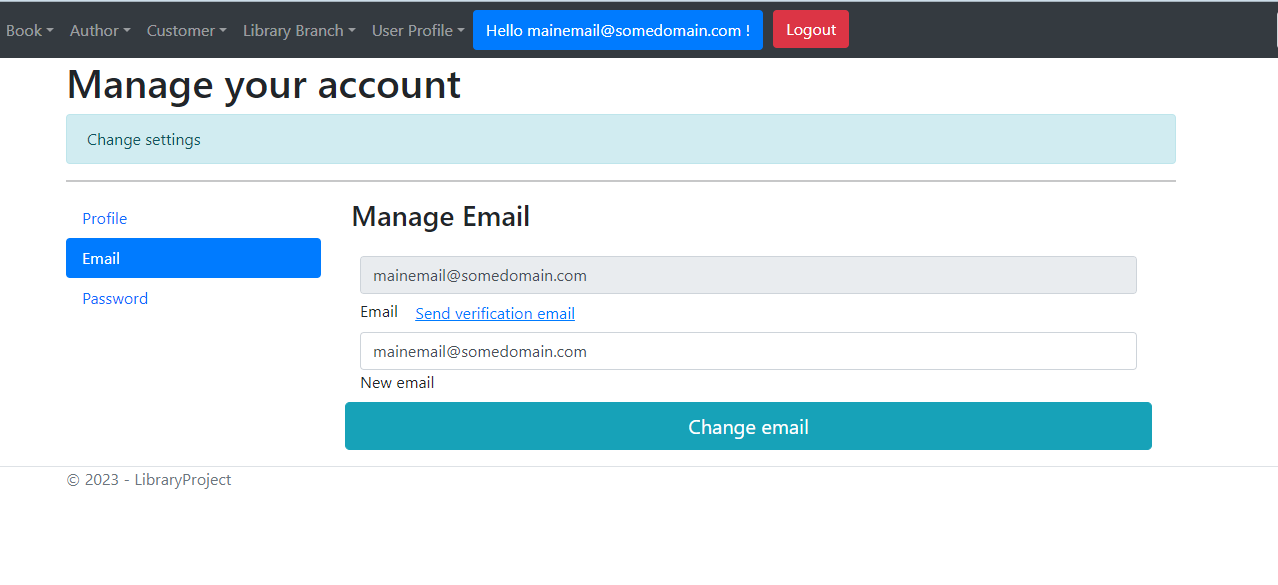 Book Author Customer Library Branch User Profile Hello mainemail@somedomain.com ! Logout
Manage your account
Change settings
Profile
Email
Password
Manage Email
mainemail@somedomain.com
Email Send verification email
mainemail@somedomain.com
New email
Change email
© 2023 - LibraryProject